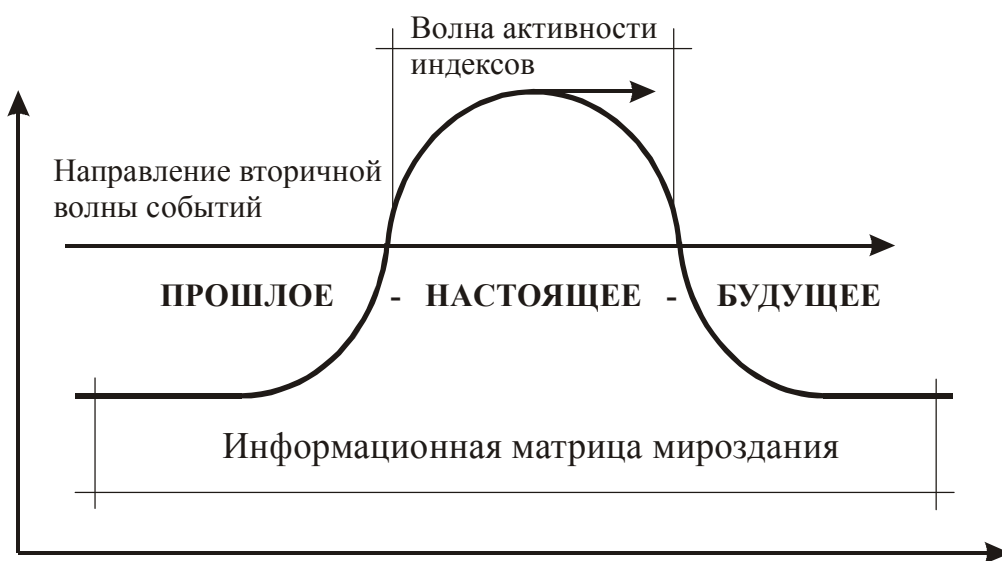 Волна активности
индексов
Направление вторичной
волны событий
ПРОШЛОЕ - НАСТОЯЩЕЕ - БУДУЩЕЕ
Информационная матрица мироздания